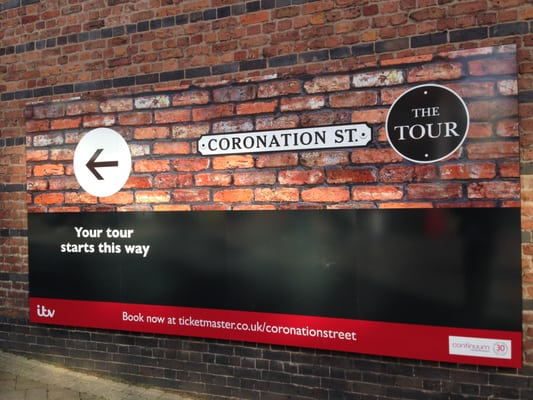 THE
TOUR
CORONATION ST.
Your tour
starts this way
itv
Book now at ticketmaster.co.uk/coronationstreet
continuum 30